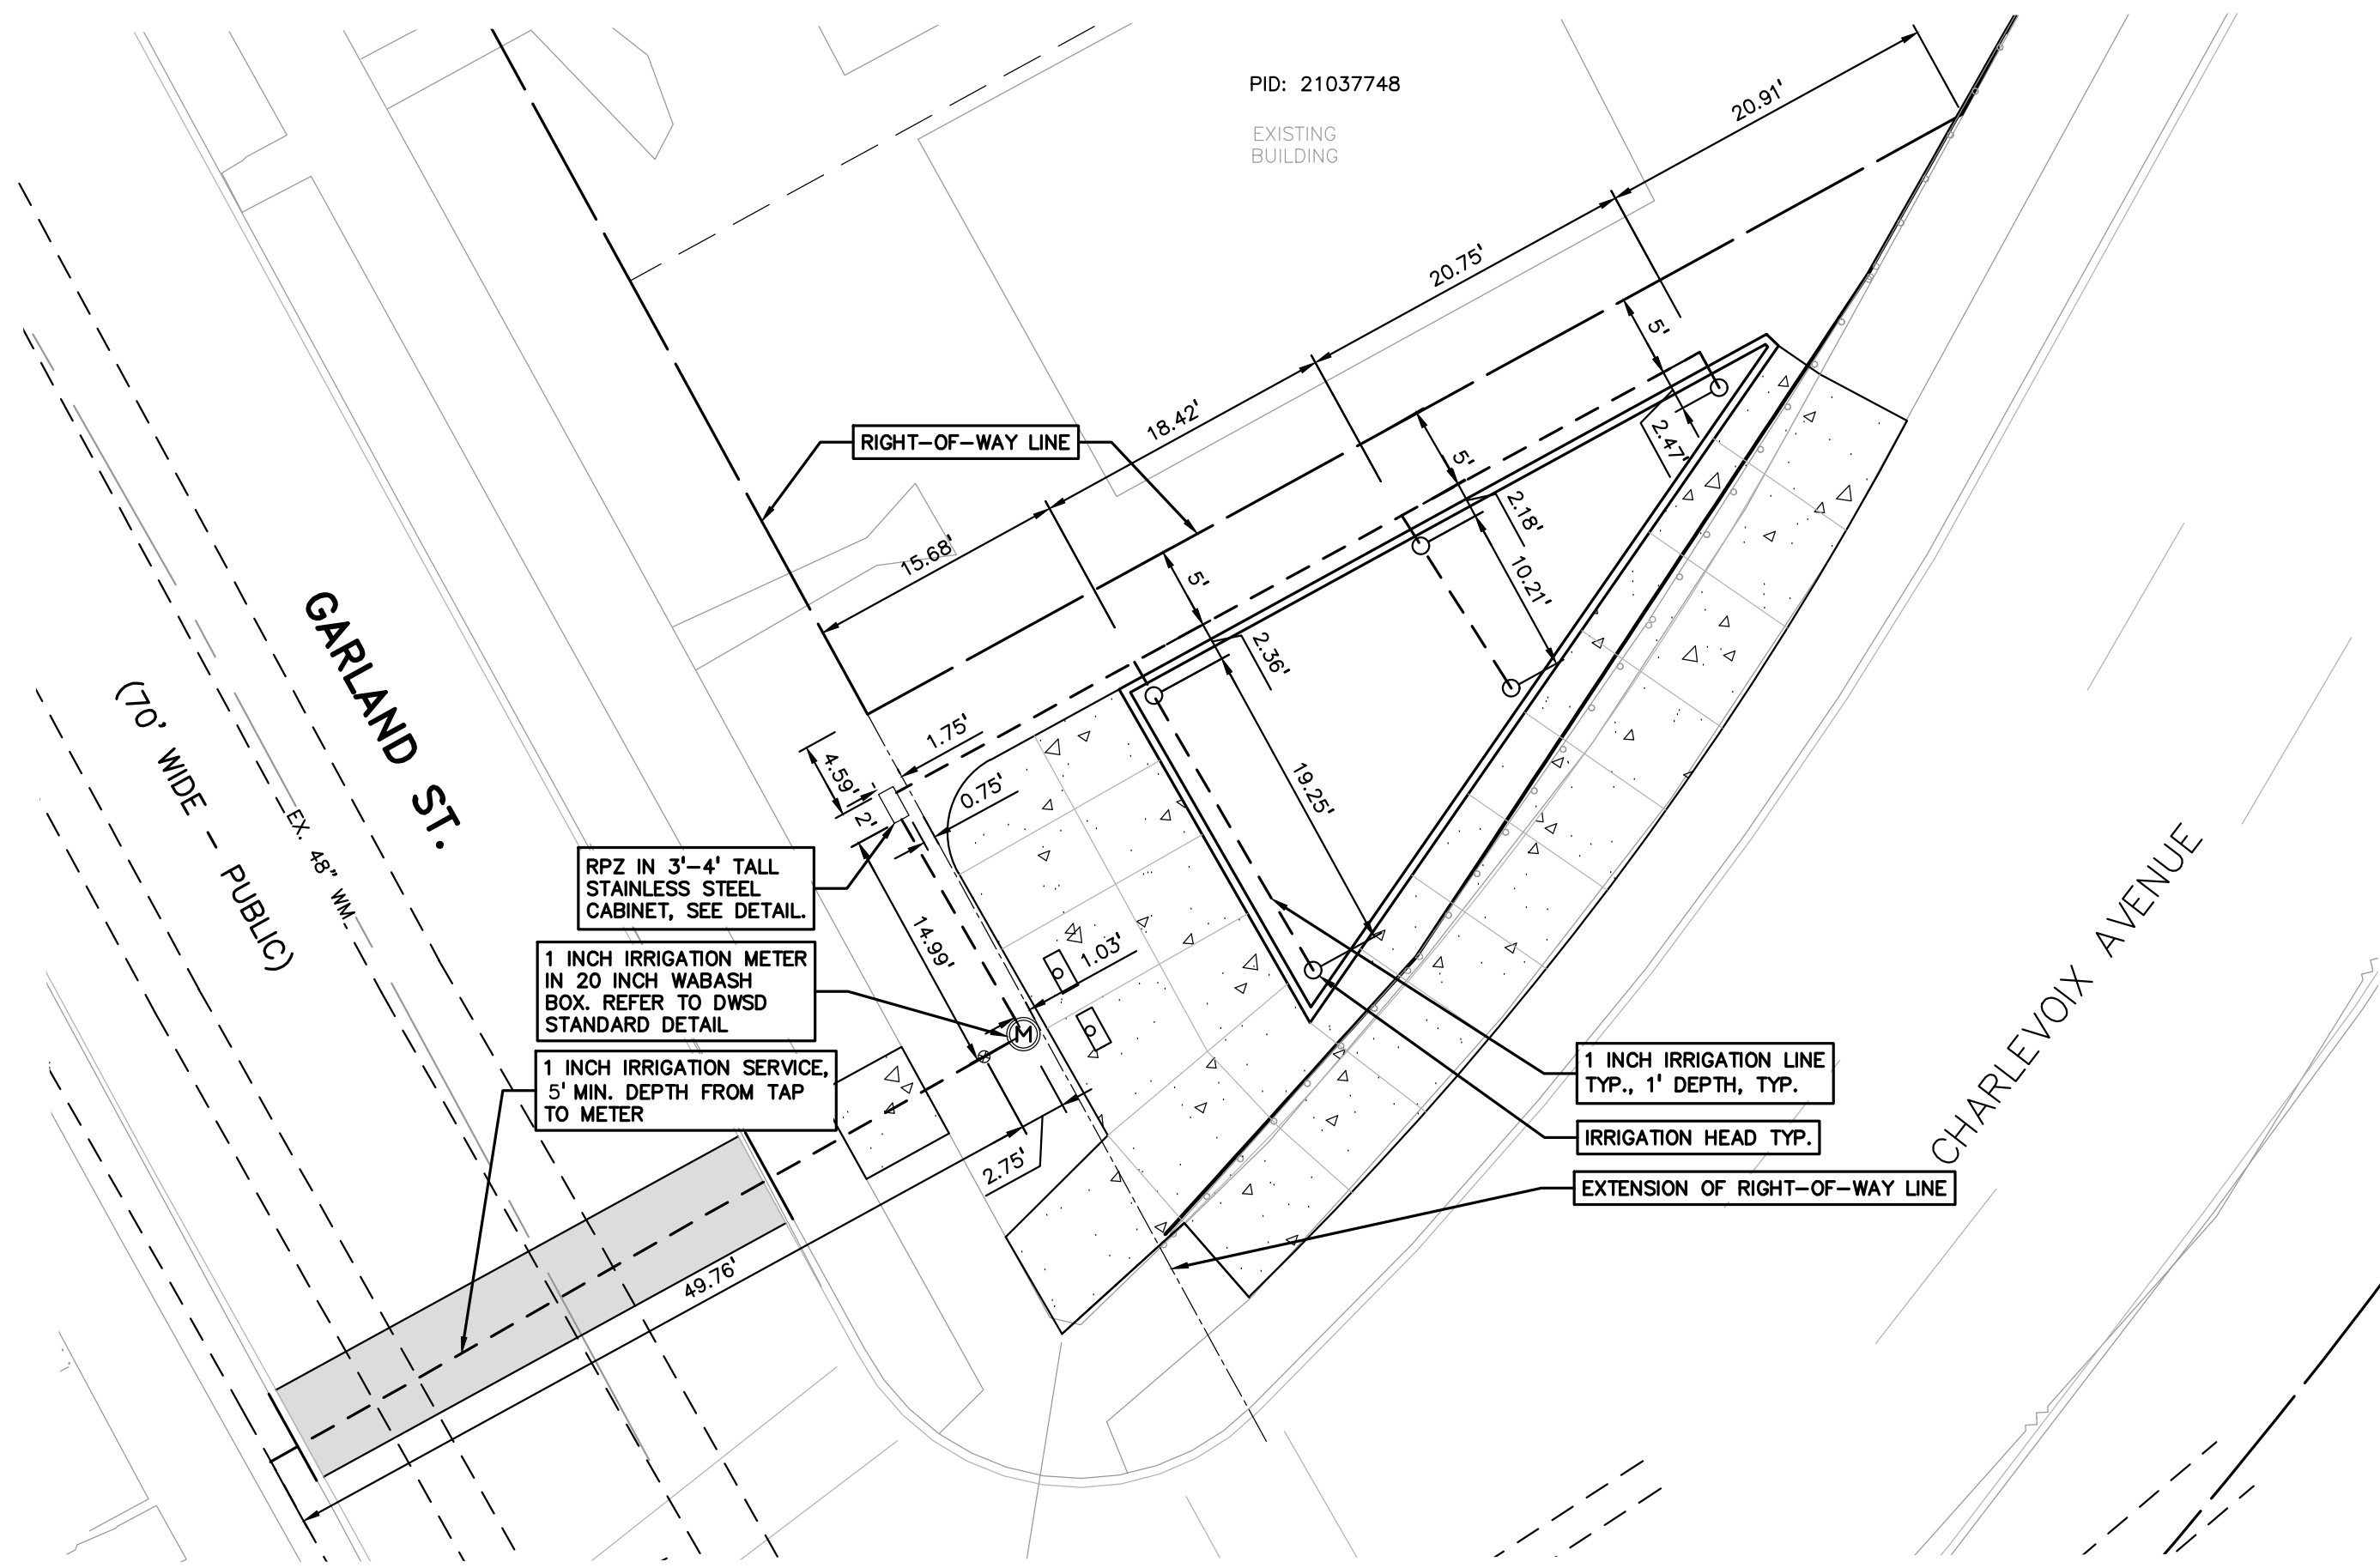 PID: 21037748
EXISTING
BUILDING
20.91'
20.75'
18.42'
15.68'
RIGHT-OF-WAY LINE
5'
2.47'
5'
2.18'
10.21'
5'
2.36'
19.25'
1.75'
0.75'
4.59'
2'
14.99'
1.03'
2.75'
49.76'
GARLAND ST.
(70' WIDE - PUBLIC)
EX. 48" WM
RPZ IN 3'-4' TALL
STAINLESS STEEL
CABINET, SEE DETAIL.
1 INCH IRRIGATION METER
IN 20 INCH WABASH
BOX. REFER TO DWSD
STANDARD DETAIL
1 INCH IRRIGATION SERVICE,
5' MIN. DEPTH FROM TAP
TO METER
M
1 INCH IRRIGATION LINE
TYP., 1' DEPTH, TYP.
IRRIGATION HEAD TYP.
EXTENSION OF RIGHT-OF-WAY LINE
CHARLEVOIX AVENUE